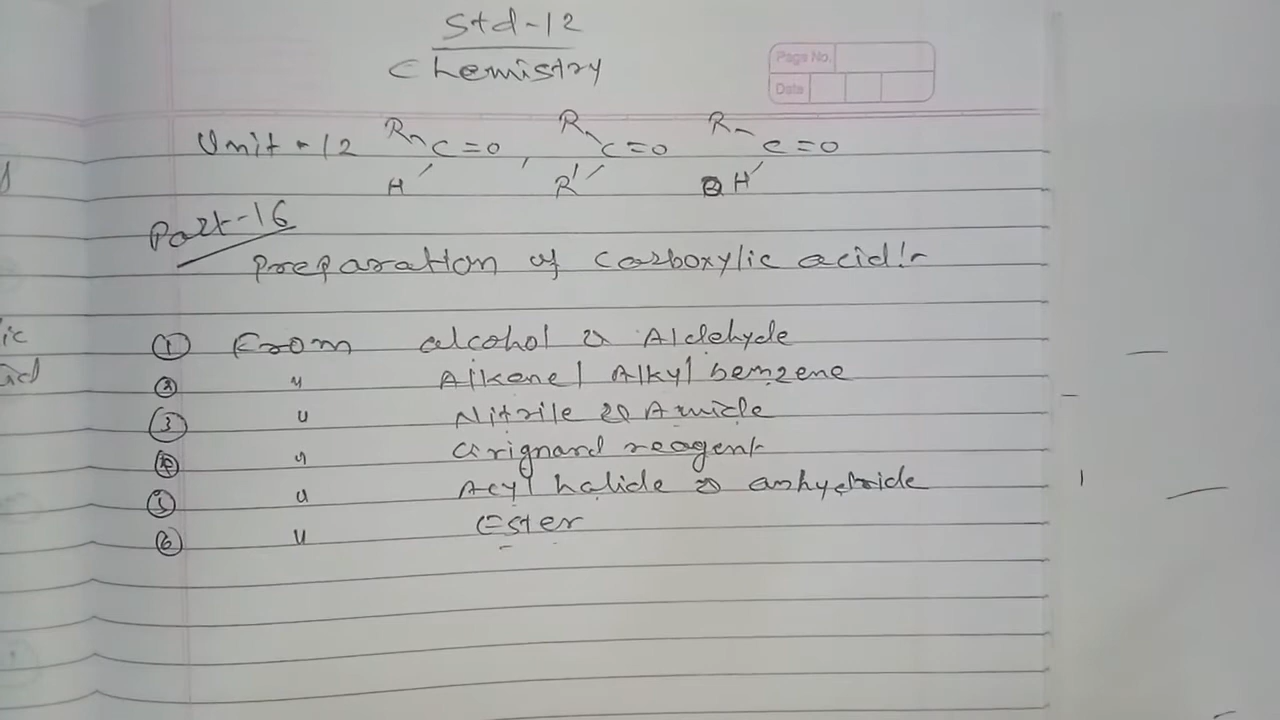 Std-12
Chemistry
Page No.
Date
Unit-12 R C=O, R C=O R C=O
H R' H
Part-16
Preparation of carboxylic acid:-
① From alcohol & Aldehyde
② " Alkene / Alkyl benzene
③ " Nitrile & Amide
④ " Grignard reagent
⑤ " Acyl halide & anhydride
⑥ " Ester